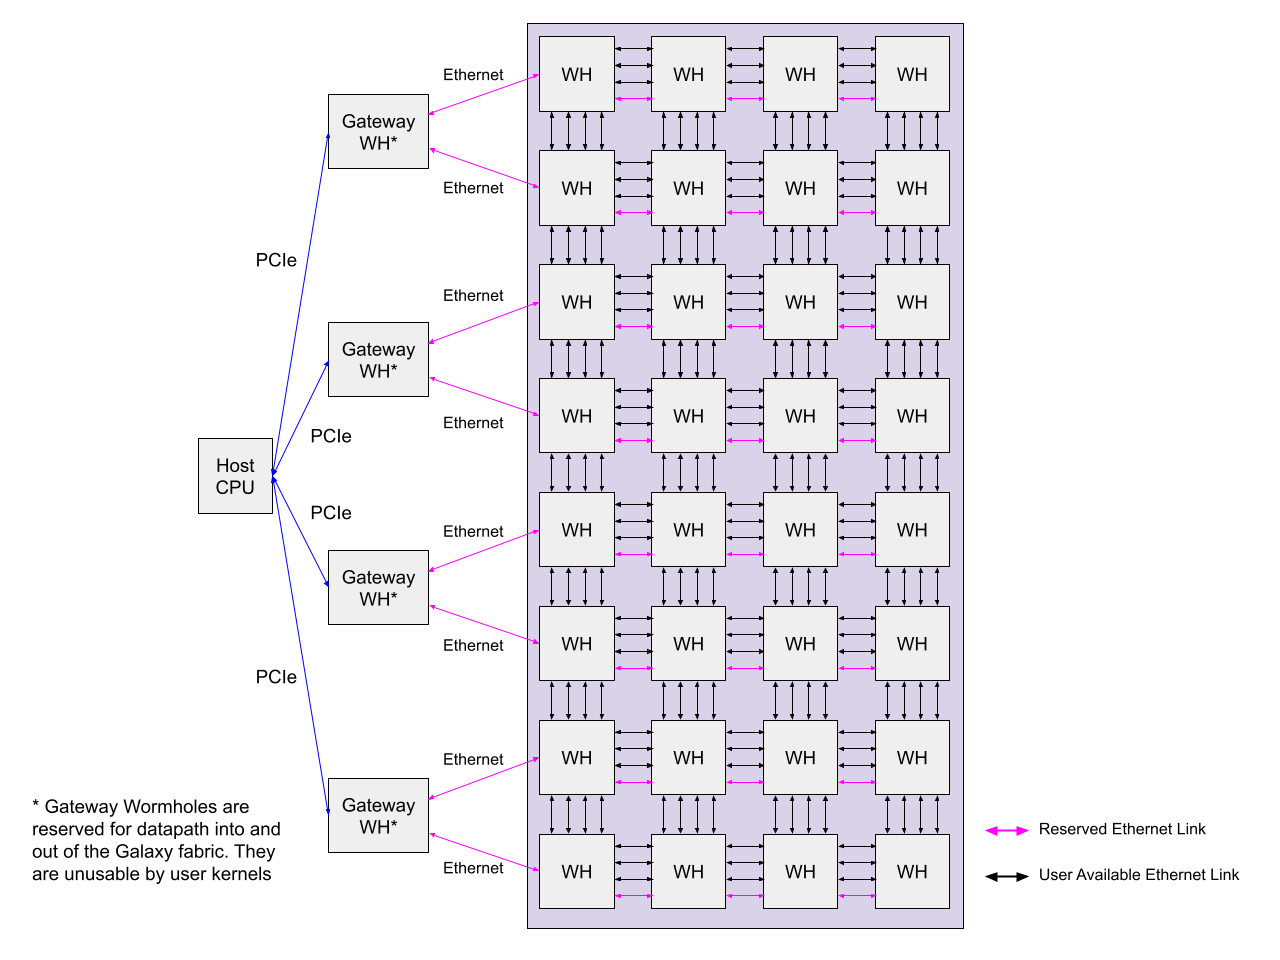 Ethernet
WH WH WH WH
Gateway
WH*
Ethernet
WH WH WH WH
PCIe
Ethernet
WH WH WH WH
Gateway
WH*
Ethernet
WH WH WH WH
PCIe
Host
CPU
PCIe
Ethernet
WH WH WH WH
Gateway
WH*
Ethernet
WH WH WH WH
PCIe
Ethernet
WH WH WH WH
Gateway
WH*
Ethernet
WH WH WH WH
* Gateway Wormholes are
reserved for datapath into and
out of the Galaxy fabric. They
are unusable by user kernels
Reserved Ethernet Link
User Available Ethernet Link